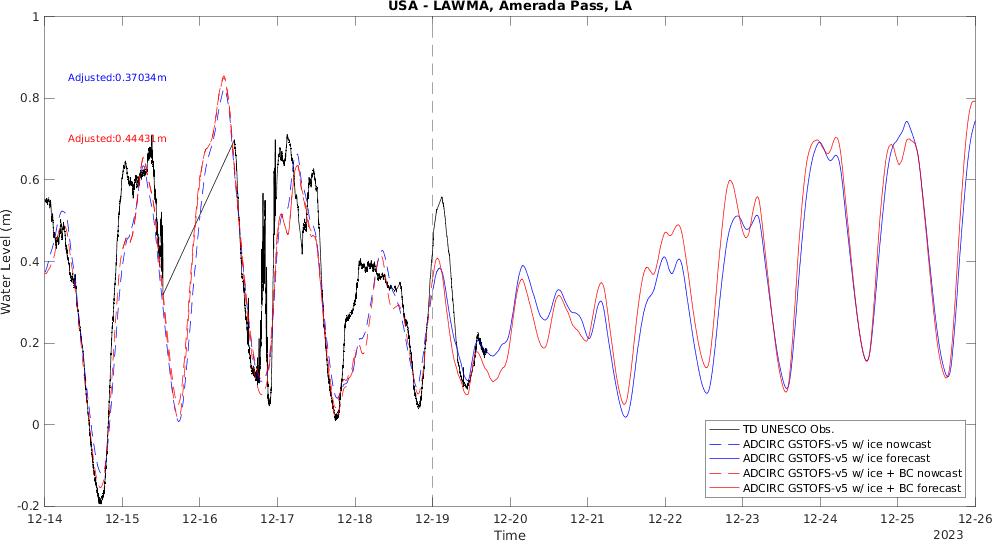 USA - LAWMA, Amerada Pass, LA
Water Level (m)
1
0.8
0.6
0.4
0.2
0
-0.2
Adjusted:0.37034m
Adjusted:0.44431m
TD UNESCO Obs.
ADCIRC GSTOFS-v5 w/ ice nowcast
ADCIRC GSTOFS-v5 w/ ice forecast
ADCIRC GSTOFS-v5 w/ ice + BC nowcast
ADCIRC GSTOFS-v5 w/ ice + BC forecast
12-14 12-15 12-16 12-17 12-18 12-19 12-20 12-21 12-22 12-23 12-24 12-25 12-26
Time
2023